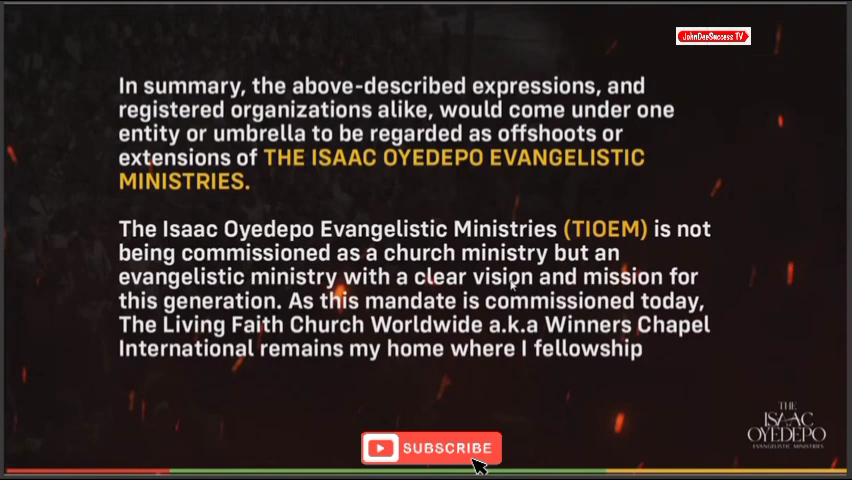 JohnDeeSuccess TV
In summary, the above-described expressions, and
registered organizations alike, would come under one
entity or umbrella to be regarded as offshoots or
extensions of THE ISAAC OYEDEPO EVANGELISTIC
MINISTRIES.
The Isaac Oyedepo Evangelistic Ministries (TIOEM) is not
being commissioned as a church ministry but an
evangelistic ministry with a clear vision and mission for
this generation. As this mandate is commissioned today,
The Living Faith Church Worldwide a.k.a Winners Chapel
International remains my home where I fellowship
THE
ISAAC
OYEDEPO
EVANGELISTIC MINISTRIES
SUBSCRIBE